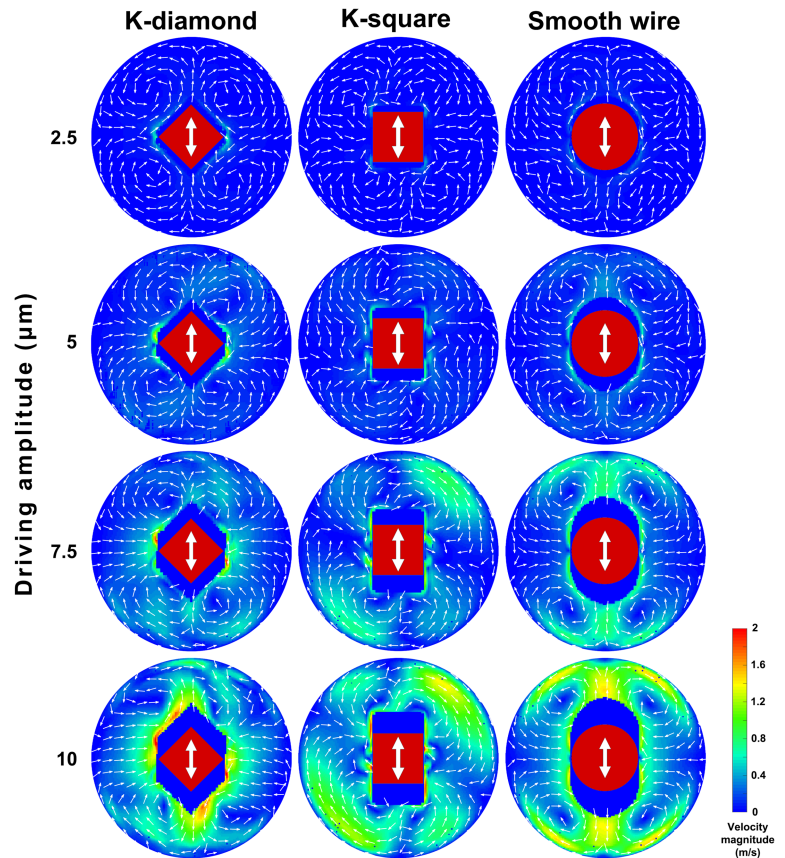 K-diamond K-square Smooth wire
Driving amplitude (µm)
2.5
5
7.5
10
2
1.6
1.2
0.8
0.4
0
Velocity
magnitude
(m/s)